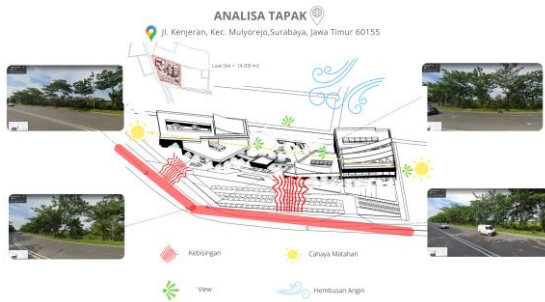 ANALISA TAPAK
Jl. Kenjeran, Kec. Mulyorejo,Surabaya, Jawa Timur 60155
Luas Site = 14.200 m2
Kebisingan
Cahaya Matahari
View
Hembusan Angin